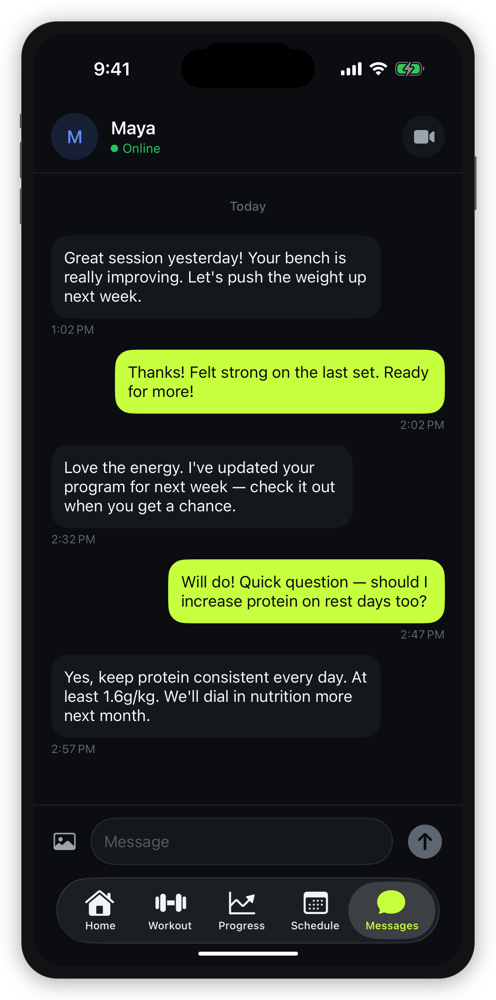 9:41
M
Maya
Online
Today
Great session yesterday! Your bench is
really improving. Let's push the weight up
next week.
1:02 PM
Thanks! Felt strong on the last set. Ready
for more!
2:02 PM
Love the energy. I've updated your
program for next week — check it out
when you get a chance.
2:32 PM
Will do! Quick question — should I
increase protein on rest days too?
2:47 PM
Yes, keep protein consistent every day. At
least 1.6g/kg. We'll dial in nutrition more
next month.
2:57 PM
Message
Home Workout Progress Schedule Messages